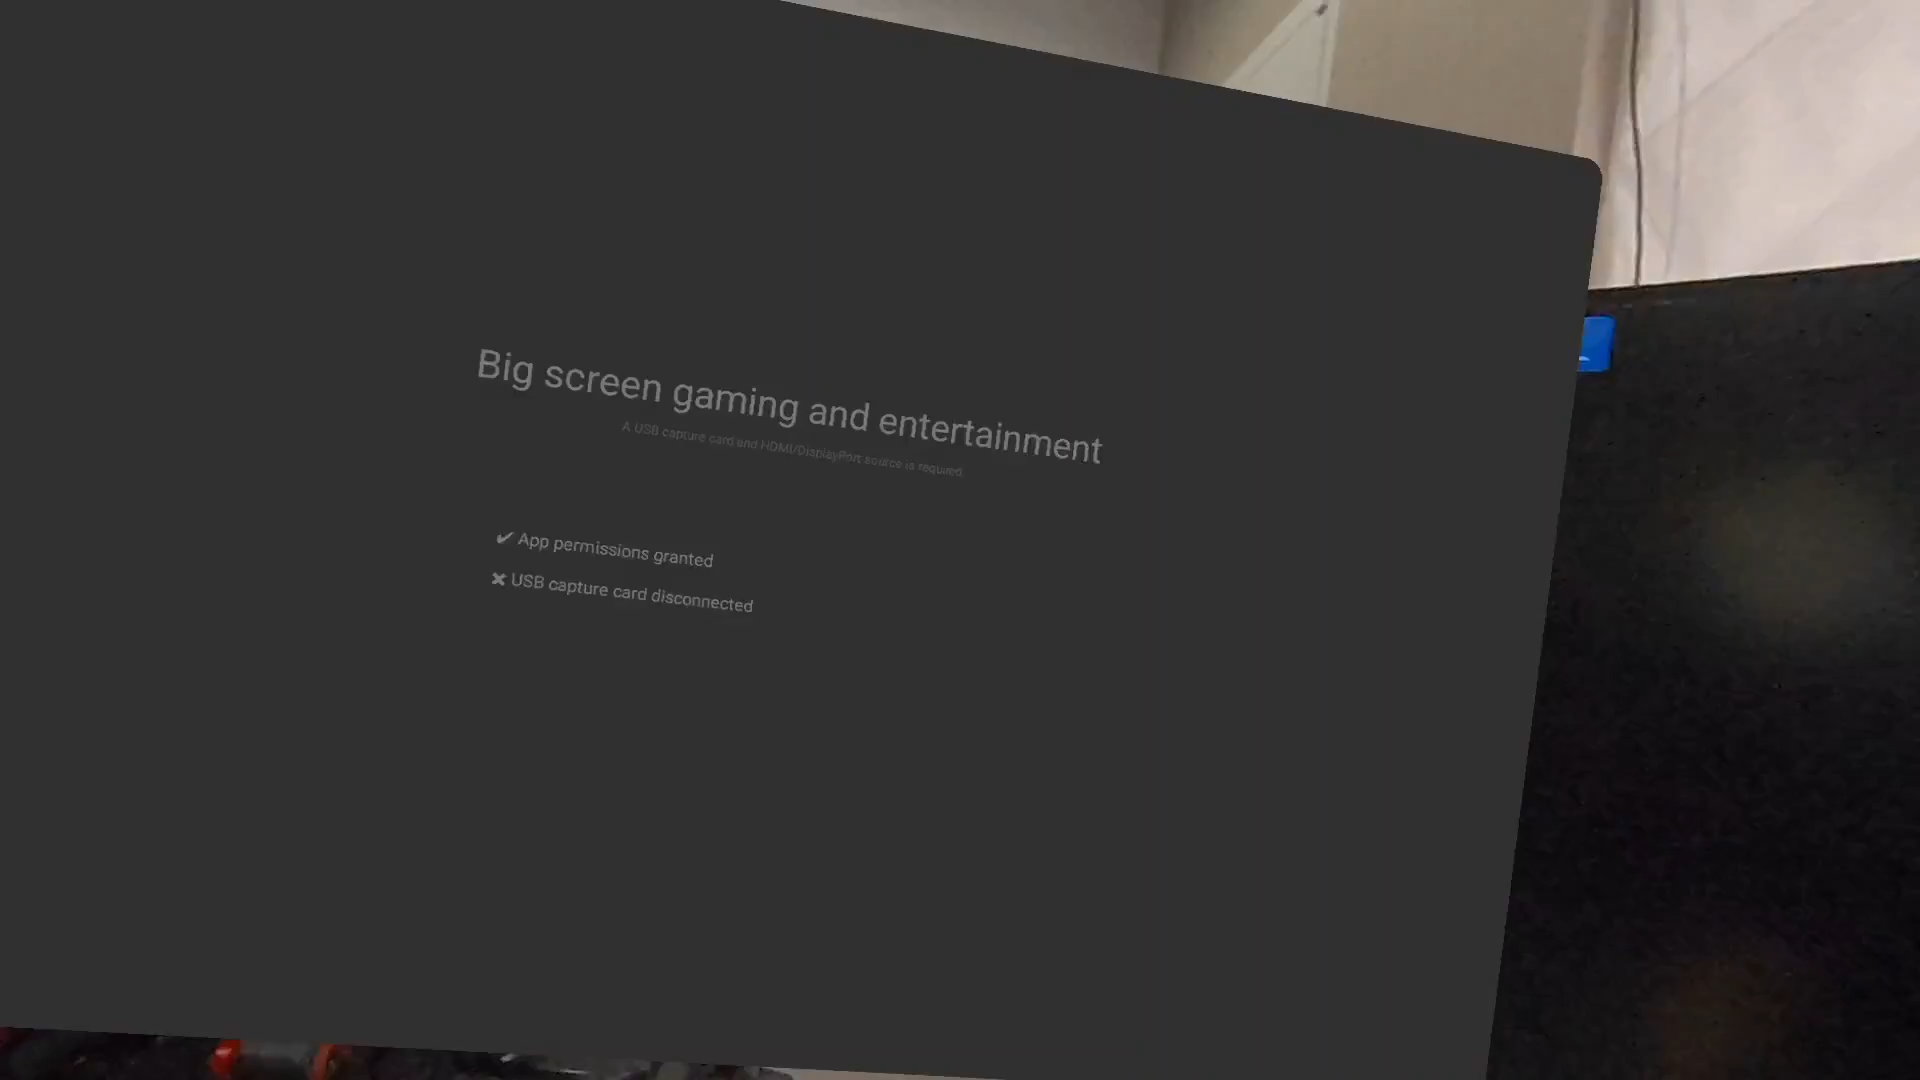 Big screen gaming and entertainment
A USB capture card and HDMI/DisplayPort source is required.
✔ App permissions granted
✖ USB capture card disconnected